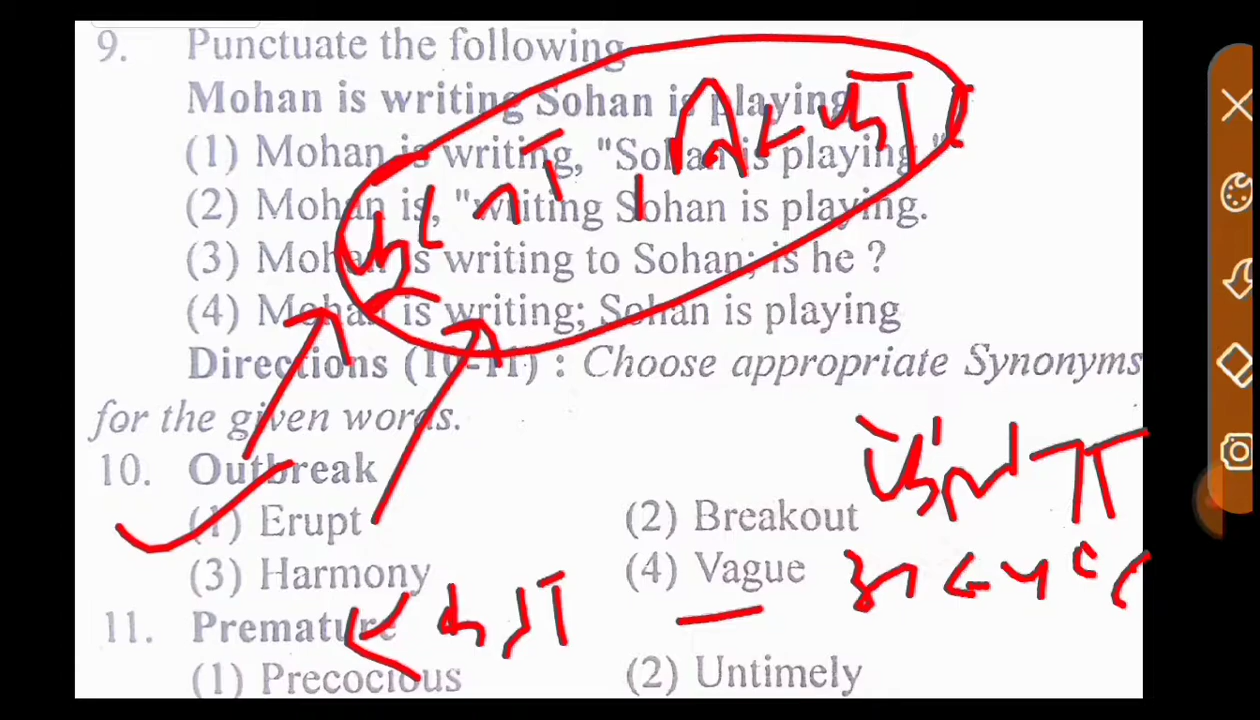 9. Punctuate the following
Mohan is writing Sohan is playing
(1) Mohan is writing, "Sohan is playing."
(2) Mohan is, "writing Sohan is playing.
(3) Mohan is writing to Sohan; is he ?
(4) Mohan is writing; Sohan is playing
Directions (10-11) : Choose appropriate Synonyms
for the given words.
10. Outbreak
(1) Erupt (2) Breakout
(3) Harmony (4) Vague
11. Premature
(1) Precocious (2) Untimely